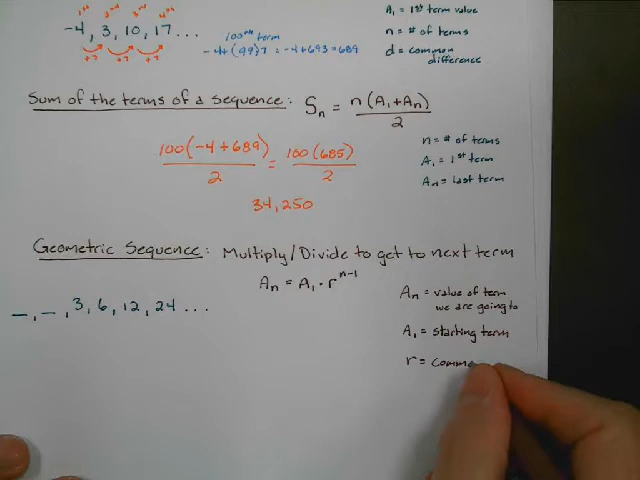 1st 2nd 3rd 4th
-4, 3, 10, 17 ...
+7 +7 +7
100th term
-4+(99)7 = -4+693=689
A₁ = 1st term value
n = # of terms
d = common
difference
Sum of the terms of a sequence: Sₙ = n(A₁+Aₙ)/2
100(-4+689)/2 = 100(685)/2
34,250
n = # of terms
A₁ = 1st term
Aₙ = last term
Geometric Sequence: Multiply/Divide to get to next term
Aₙ = A₁ · r^(n-1)
_, _, 3, 6, 12, 24 ...
Aₙ = value of term
we are going to
A₁ = starting term
r = commo